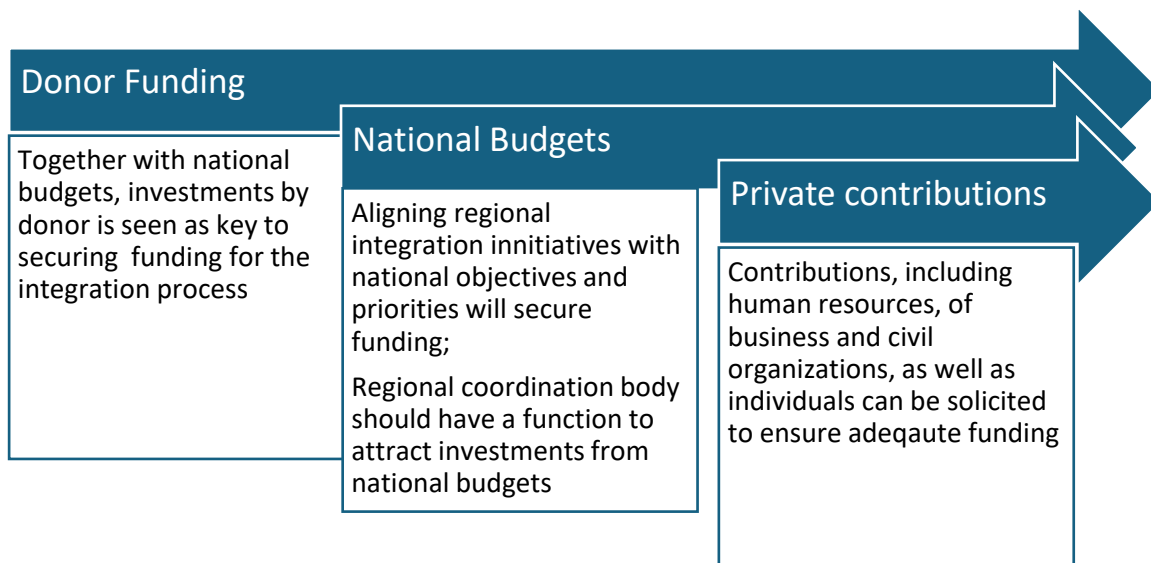 Donor Funding
Together with national
budgets, investments by
donor is seen as key to
securing funding for the
integration process
National Budgets
Aligning regional
integration innitiatives with
national objectives and
priorities will secure
funding;
Regional coordination body
should have a function to
attract investments from
national budgets
Private contributions
Contributions, including
human resources, of
business and civil
organizations, as well as
individuals can be solicited
to ensure adeqaute funding